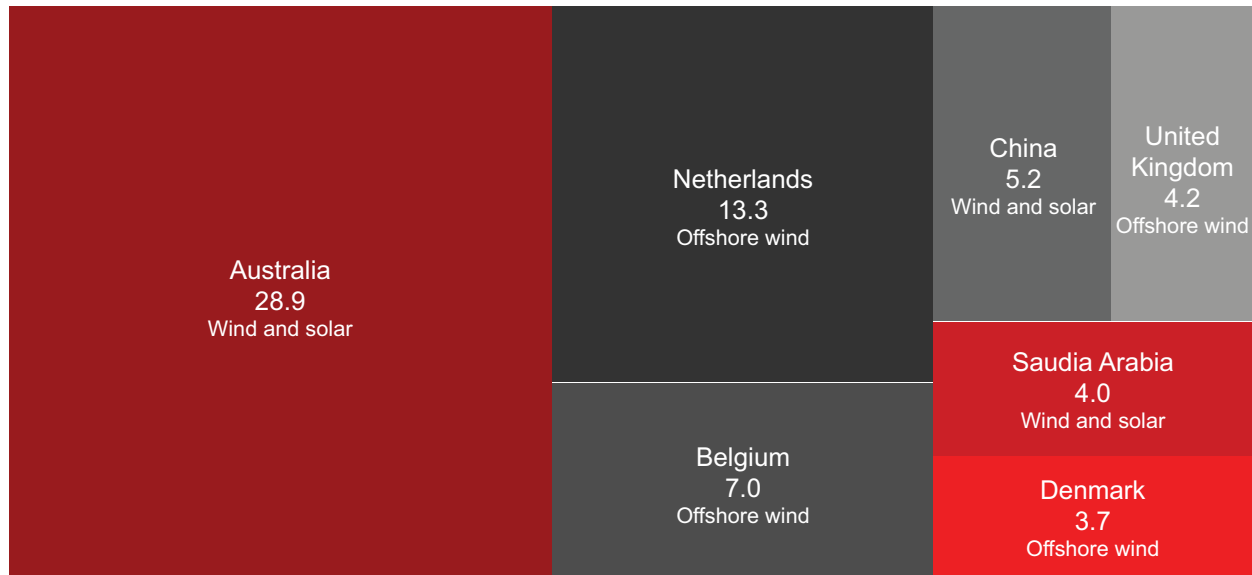 Australia
28.9
Wind and solar
Netherlands
13.3
Offshore wind
Belgium
7.0
Offshore wind
China
5.2
Wind and solar
United
Kingdom
4.2
Offshore wind
Saudia Arabia
4.0
Wind and solar
Denmark
3.7
Offshore wind